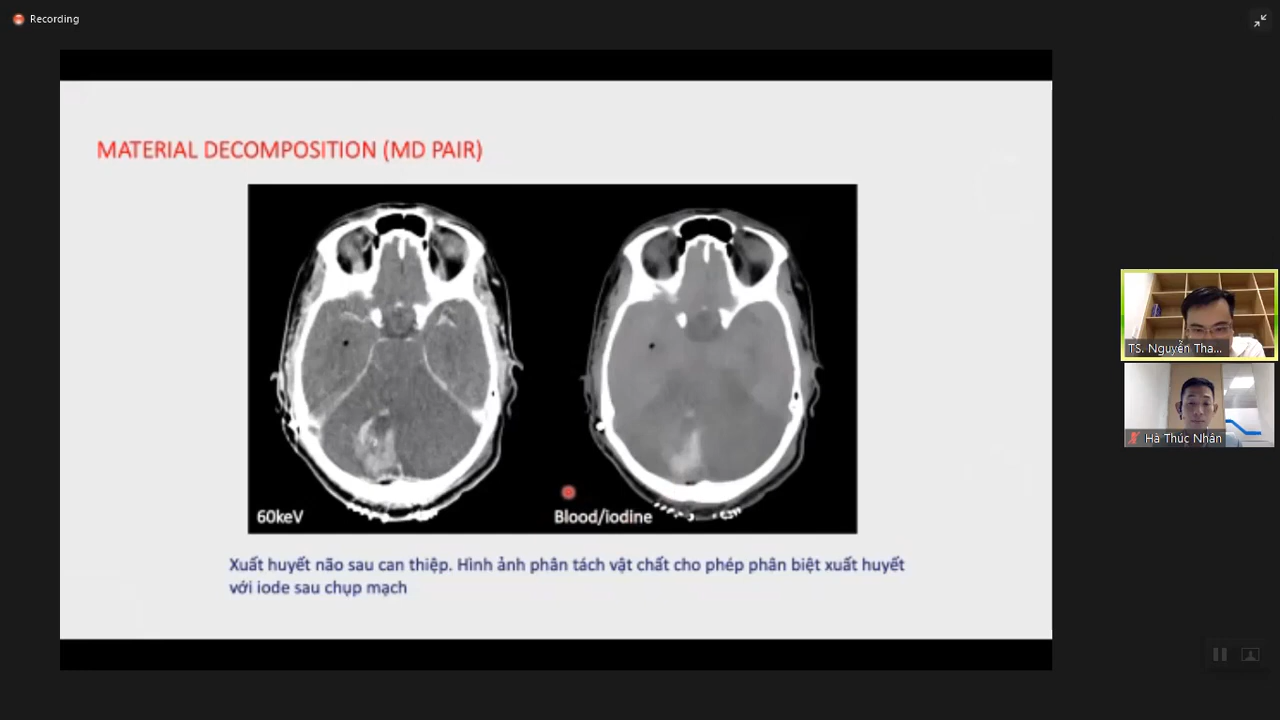 Recording
MATERIAL DECOMPOSITION (MD PAIR)
60keV
Blood/iodine
Xuất huyết não sau can thiệp. Hình ảnh phân tách vật chất cho phép phân biệt xuất huyết
với iode sau chụp mạch
TS. Nguyễn Tha...
Hà Thúc Nhân